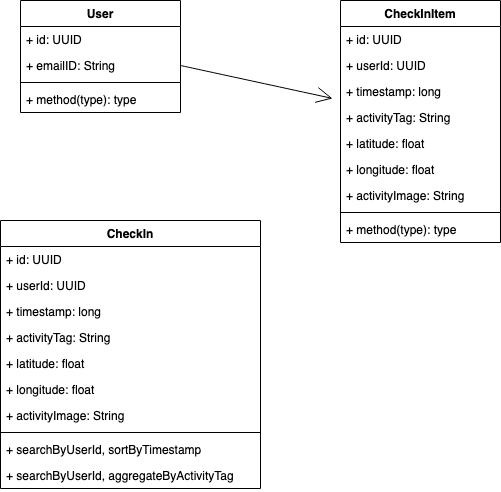 User
+ id: UUID
+ emailID: String
+ method(type): type
CheckInItem
+ id: UUID
+ userId: UUID
+ timestamp: long
+ activityTag: String
+ latitude: float
+ longitude: float
+ activityImage: String
+ method(type): type
CheckIn
+ id: UUID
+ userId: UUID
+ timestamp: long
+ activityTag: String
+ latitude: float
+ longitude: float
+ activityImage: String
+ searchByUserId, sortByTimestamp
+ searchByUserId, aggregateByActivityTag